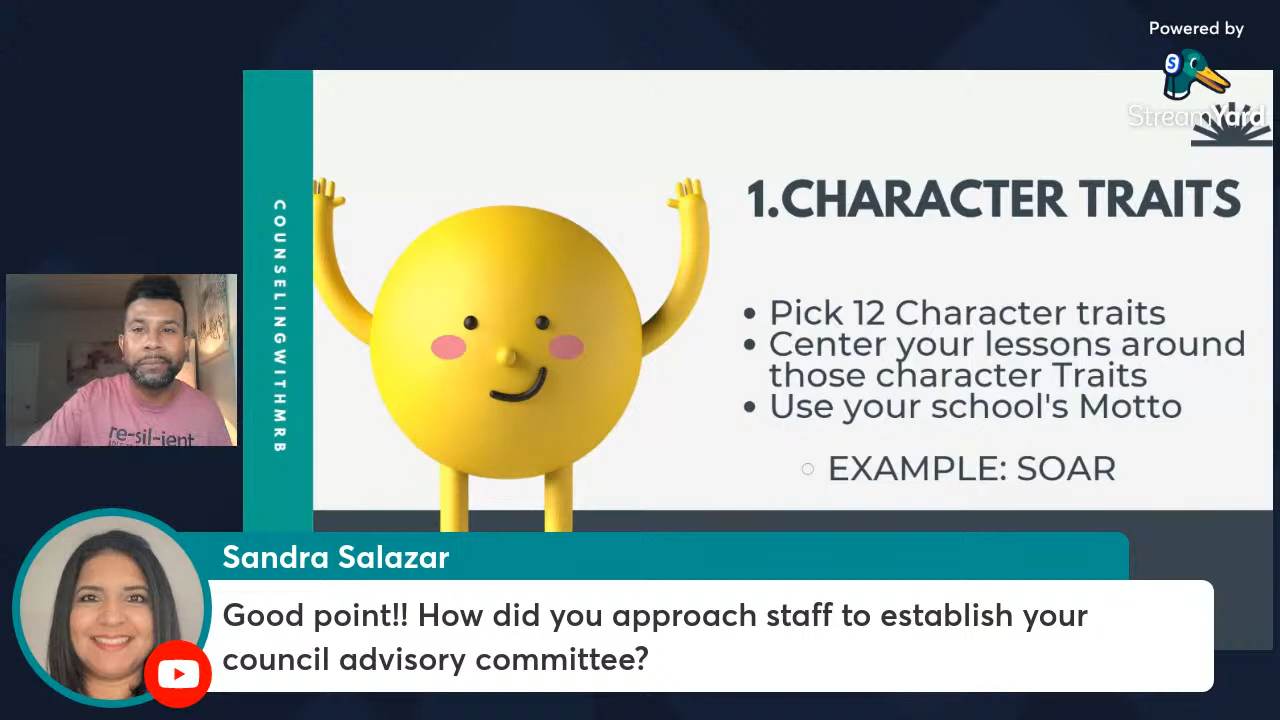 Powered by
S
StreamYard
COUNSELINGWITHMRB
1.CHARACTER TRAITS
• Pick 12 Character traits
• Center your lessons around
those character Traits
• Use your school's Motto
○ EXAMPLE: SOAR
re-sil-ient
Sandra Salazar
Good point!! How did you approach staff to establish your
council advisory committee?